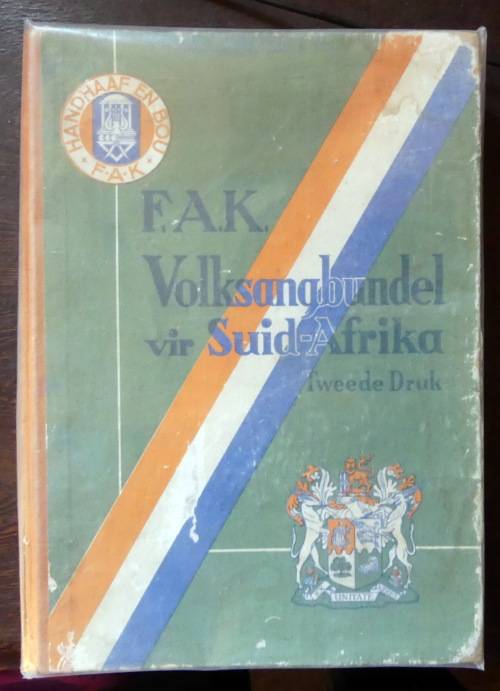 HANDHAAF EN BOU
F·A·K
F.A.K.
Volksangbundel
vir Suid-Afrika
Tweede Druk
UNITATE